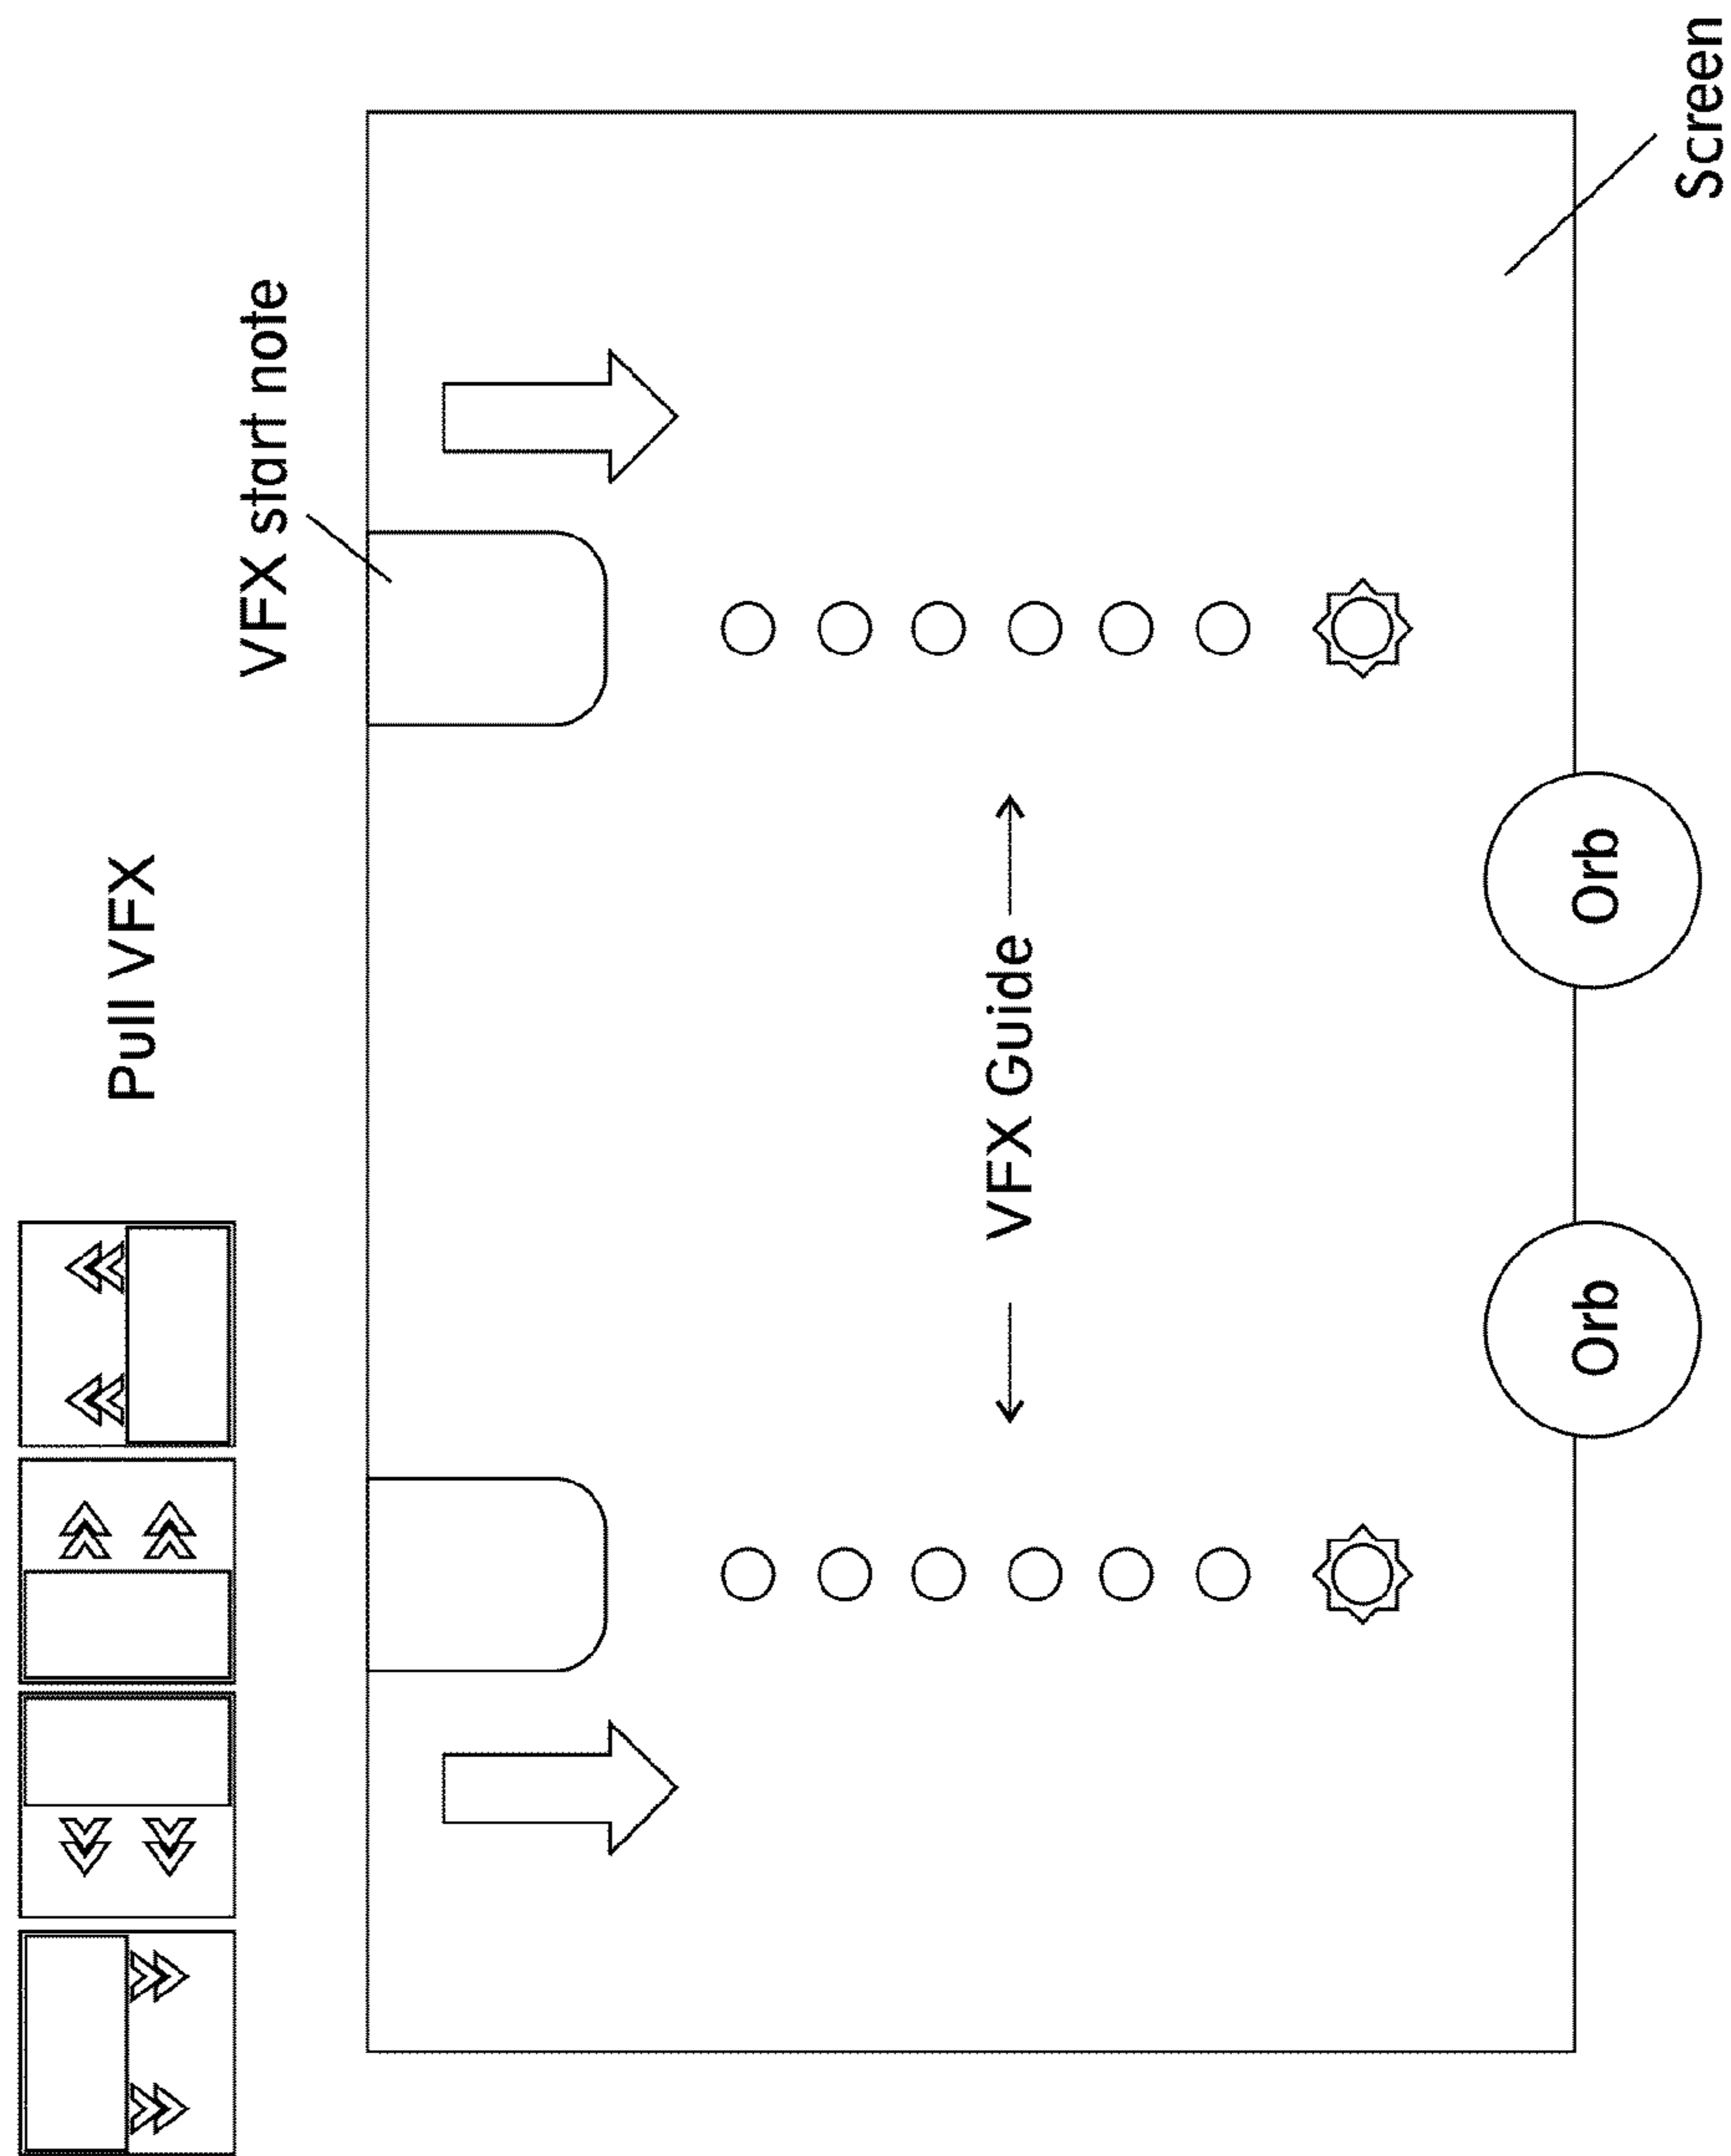 Pull VFX
VFX start note
VFX Guide
Orb
Orb
Screen